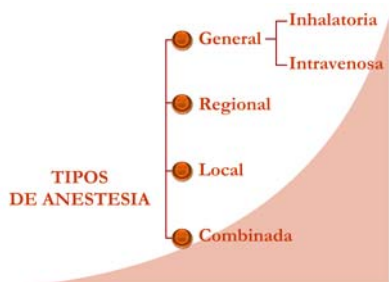 General
Inhalatoria
Intravenosa
Regional
Local
TIPOS
DE ANESTESIA
Combinada